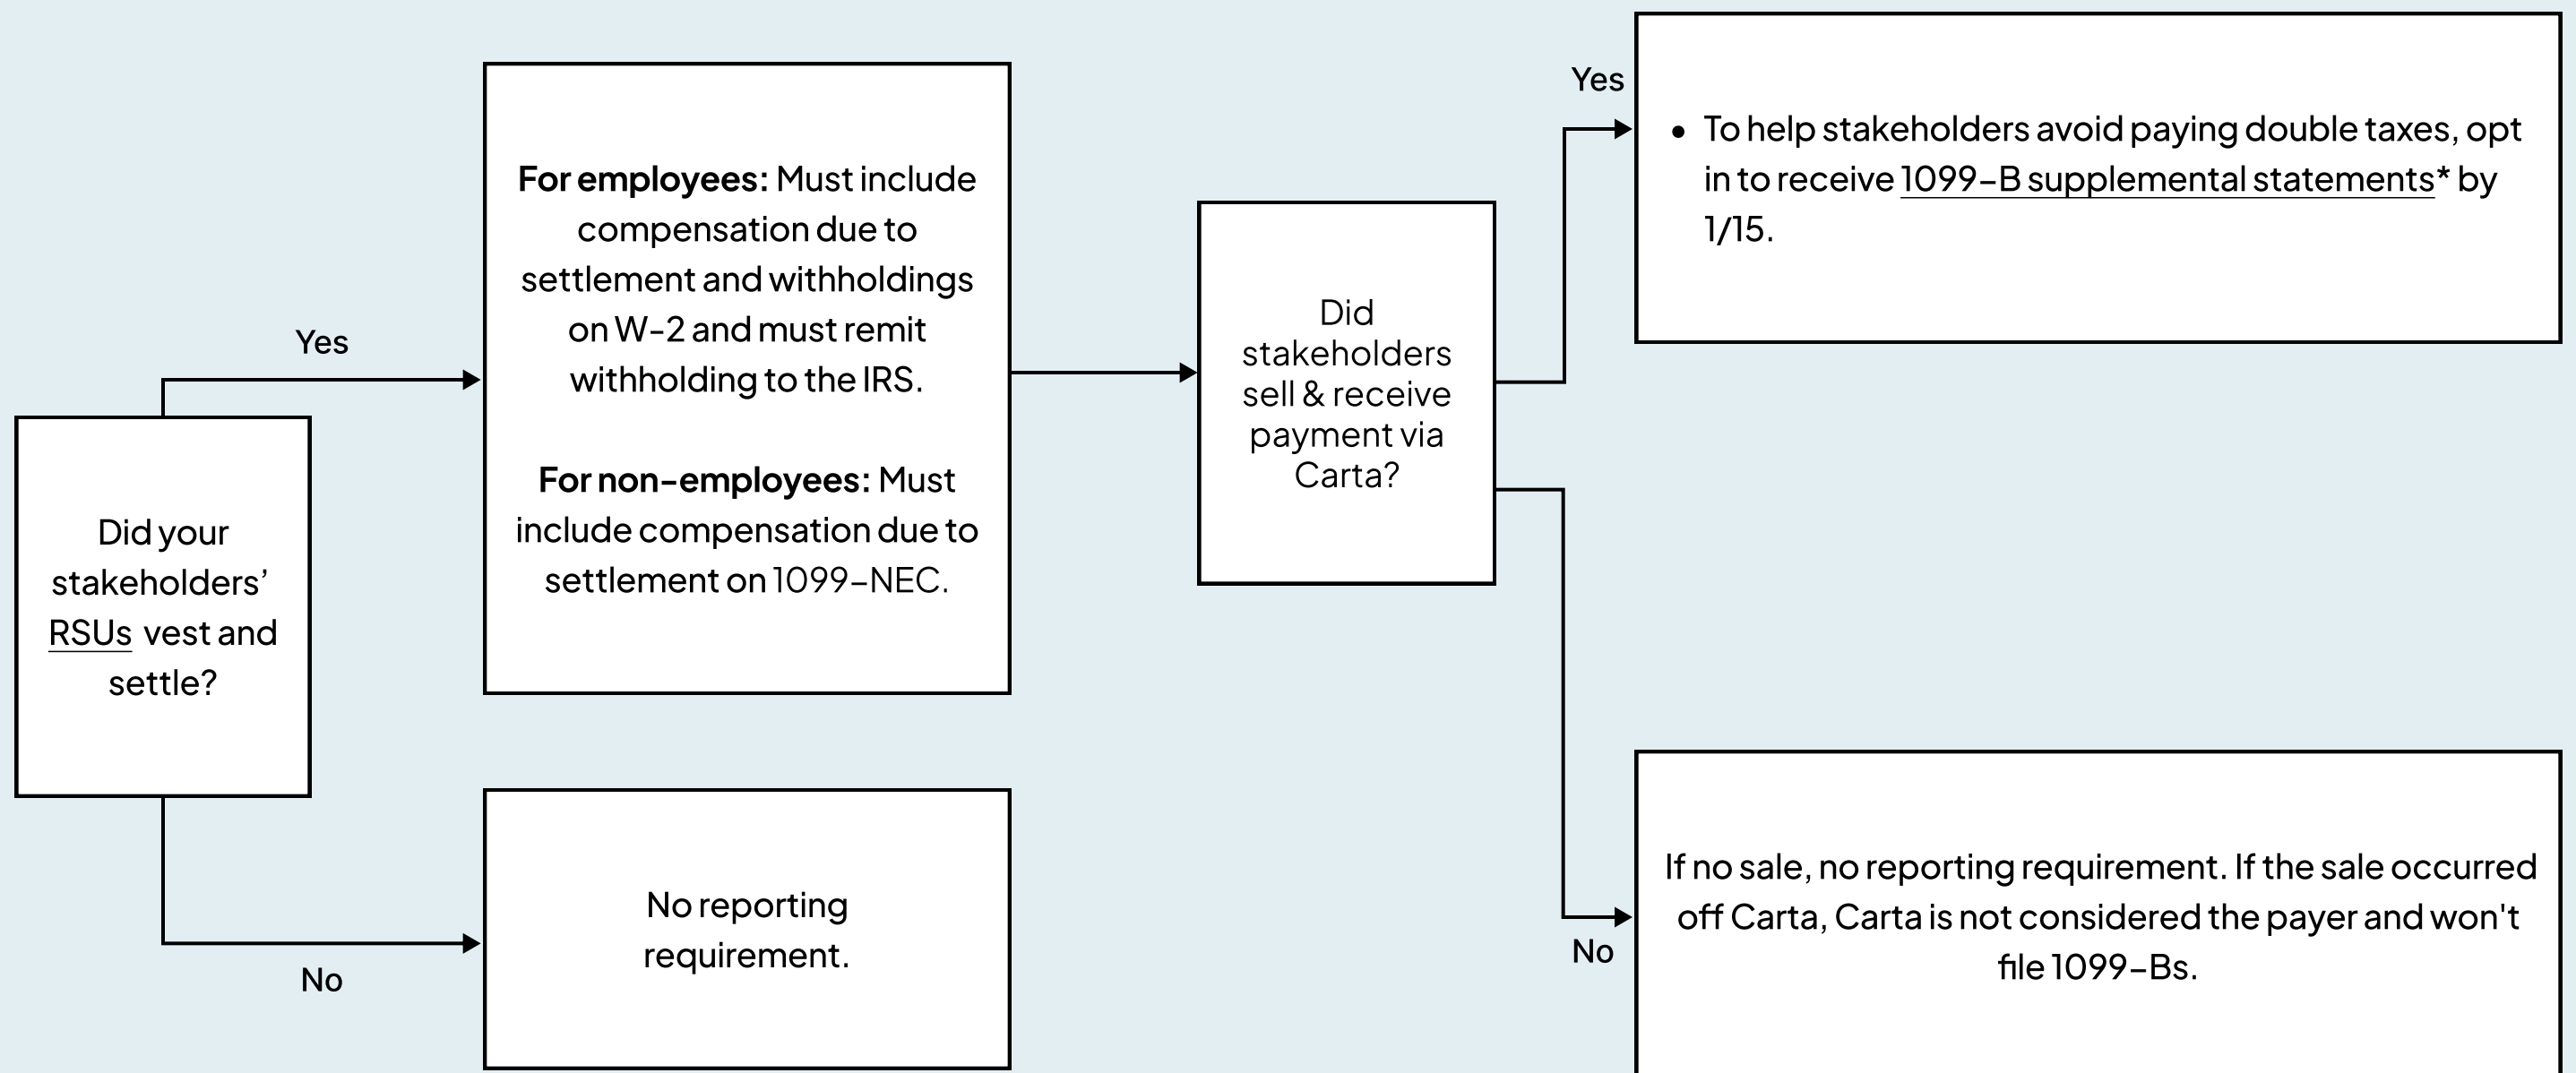 Did your
stakeholders’
RSUs vest and
settle?
Yes
For employees: Must include
compensation due to
settlement and withholdings
on W-2 and must remit
withholding to the IRS.
For non-employees: Must
include compensation due to
settlement on 1099-NEC.
No
No reporting
requirement.
Did
stakeholders
sell & receive
payment via
Carta?
Yes
• To help stakeholders avoid paying double taxes, opt
in to receive 1099-B supplemental statements* by
1/15.
No
If no sale, no reporting requirement. If the sale occurred
off Carta, Carta is not considered the payer and won't
file 1099-Bs.